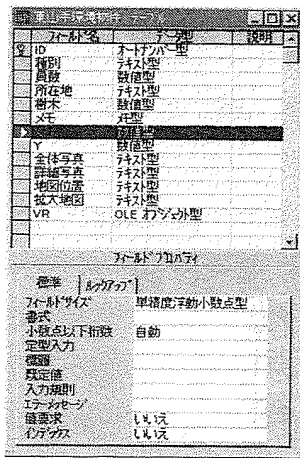 フィールド名 データ型 説明
ID オートナンバー型
種別 テキスト型
員数 数値型
所在地 テキスト型
樹木 数値型
メモ メモ型
Y 数値型
全体写真 テキスト型
詳細写真 テキスト型
地図位置 テキスト型
拡大地図 テキスト型
VR OLE オブジェクト型
フィールド プロパティ
標準 ルックアップ
フィールドサイズ 単精度浮動小数点型
書式
小数点以下桁数 自動
定型入力
標題
既定値
入力規則
エラーメッセージ
値要求 いいえ
インデックス いいえ